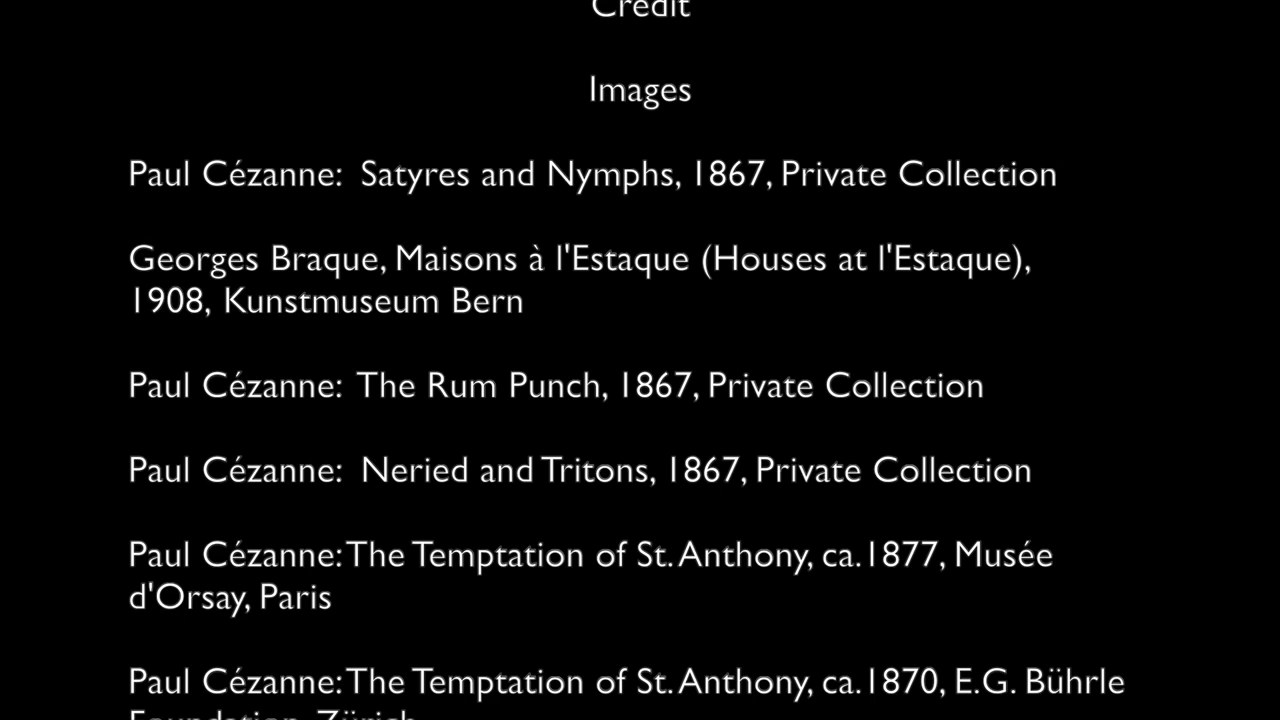 Credit
Images
Paul Cézanne:  Satyres and Nymphs, 1867, Private Collection
Georges Braque, Maisons à l'Estaque (Houses at l'Estaque),
1908, Kunstmuseum Bern
Paul Cézanne:  The Rum Punch, 1867, Private Collection
Paul Cézanne:  Neried and Tritons, 1867, Private Collection
Paul Cézanne: The Temptation of St. Anthony, ca.1877, Musée
d'Orsay, Paris
Paul Cézanne: The Temptation of St. Anthony, ca.1870, E.G. Bührle
Foundation, Zürich